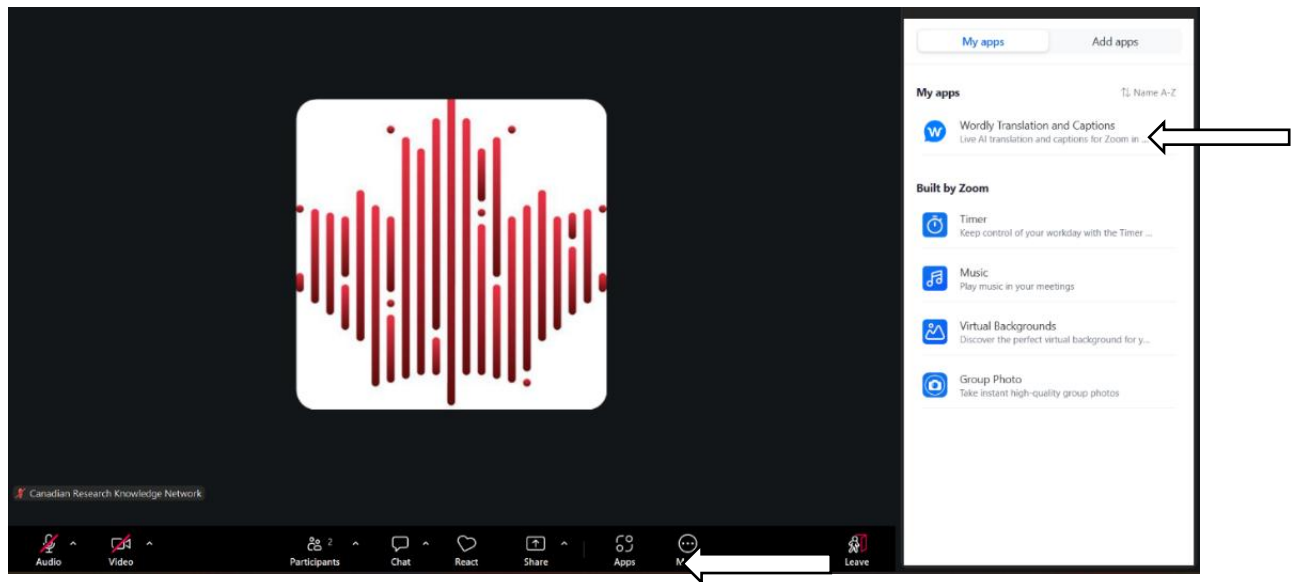 My apps
Add apps
My apps
Name A-Z
W
Wordly Translation and Captions
Live AI translation and captions for Zoom in ...
Built by Zoom
Timer
Keep control of your workday with the Timer ...
Music
Play music in your meetings
Virtual Backgrounds
Discover the perfect virtual background for y...
Group Photo
Take instant high-quality group photos
Canadian Research Knowledge Network
2
Audio
Video
Participants
Chat
React
Share
Apps
Leave